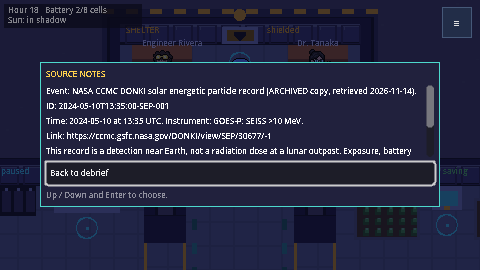 Hour 18 Battery 2/8 cells
Sun: in shadow
≡
SHELTER
shielded
Engineer Rivera
Dr. Tanaka
SOURCE NOTES
Event: NASA CCMC DONKI solar energetic particle record (ARCHIVED copy, retrieved 2026-11-14).
ID: 2024-05-10T13:35:00-SEP-001
Time: 2024-05-10 at 13:35 UTC. Instrument: GOES-P: SEISS >10 MeV.
Link: https://ccmc.gsfc.nasa.gov/DONKI/view/SEP/30677/-1
This record is a detection near Earth, not a radiation dose at a lunar outpost. Exposure, battery
paused
saving
Back to debrief
Up / Down and Enter to choose.